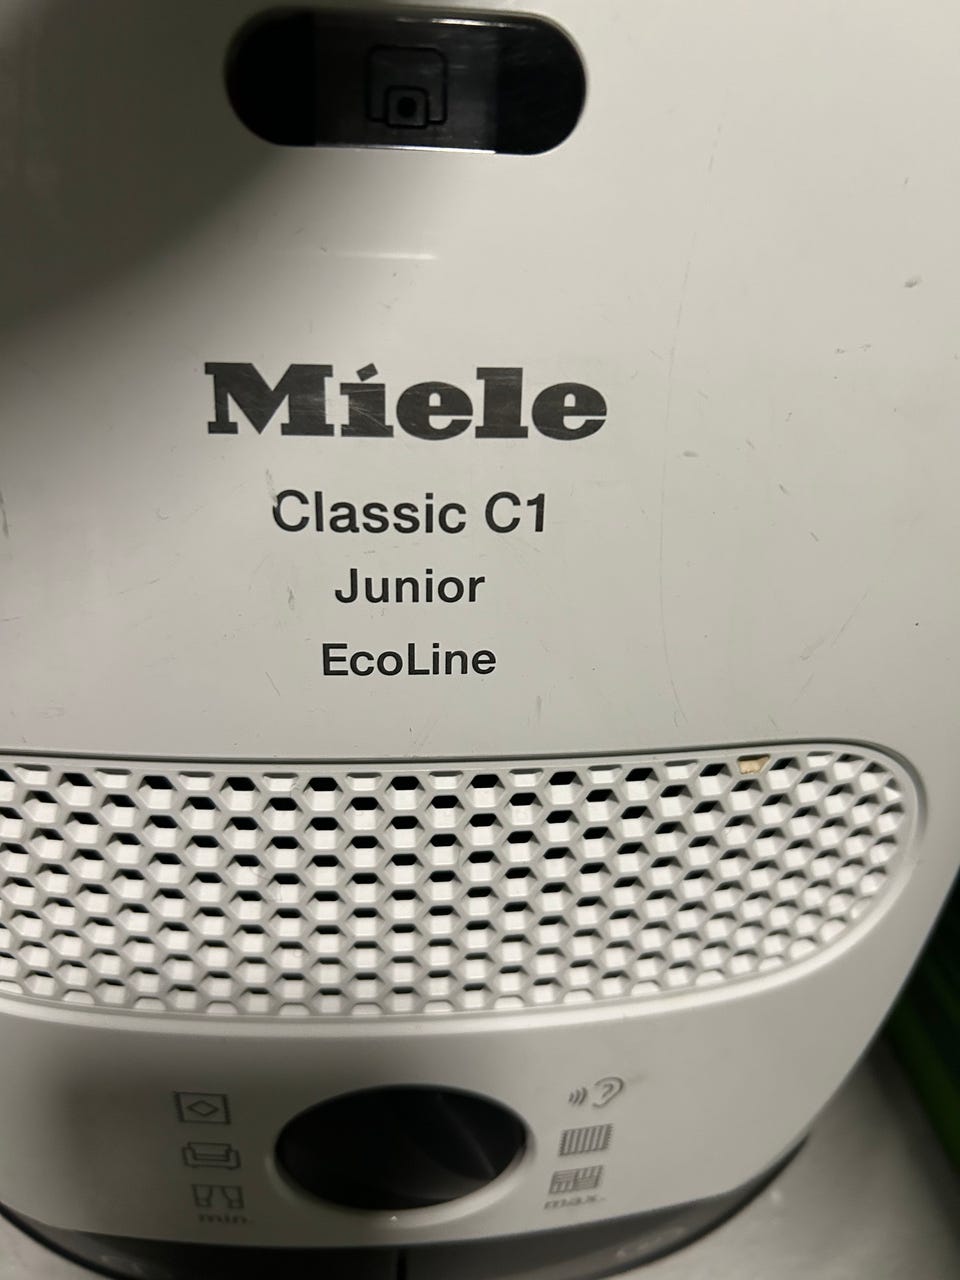 Miele
Classic C1
Junior
EcoLine
min.
max.